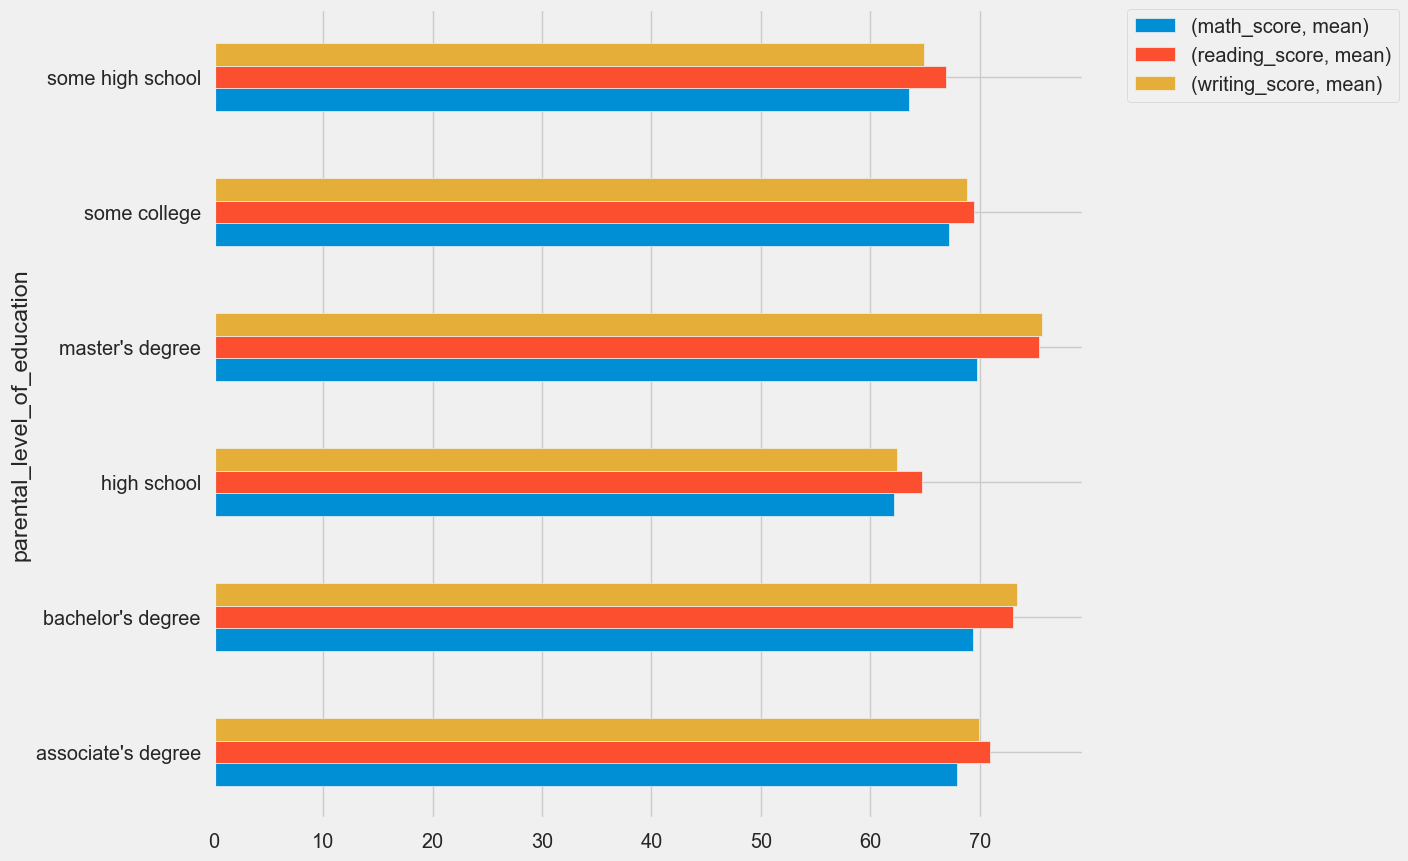 (math_score, mean)
(reading_score, mean)
(writing_score, mean)
some high school
some college
master's degree
high school
bachelor's degree
associate's degree
parental_level_of_education
0 10 20 30 40 50 60 70